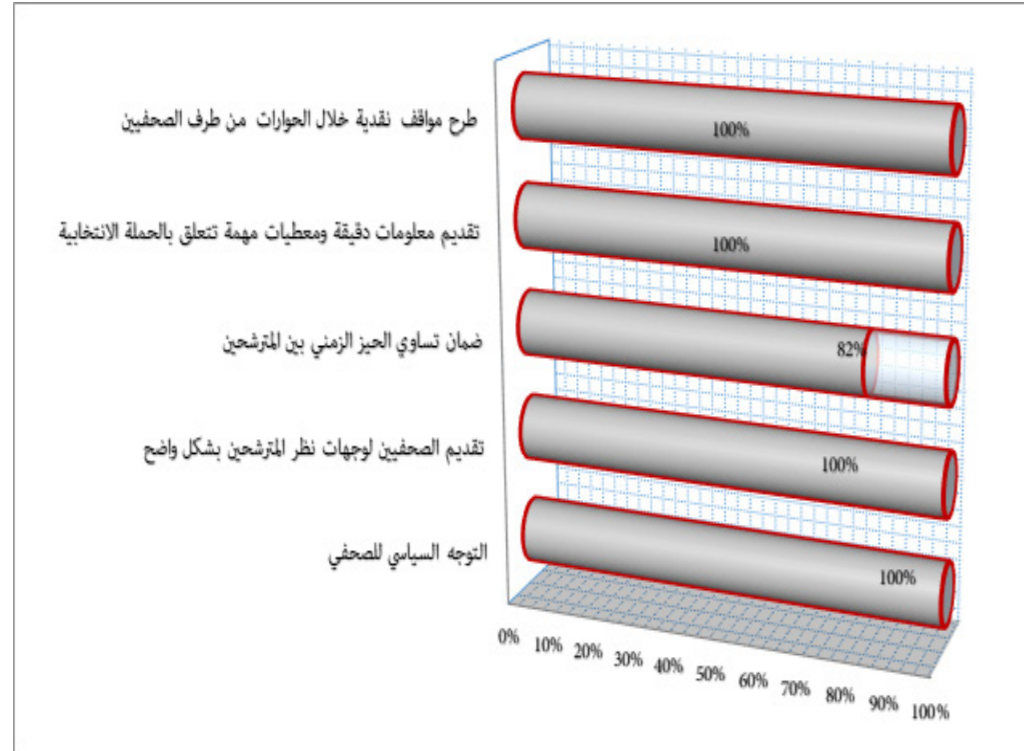 طرح مواقف نقدية خلال الحوارات من طرف الصحفيين
100%
تقديم معلومات دقيقة ومعطيات مهمة تتعلق بالحملة الانتخابية
100%
ضمان تساوي الحيز الزمني بين المترشحين
82%
تقديم الصحفيين لوجهات نظر المترشحين بشكل واضح
100%
التوجه السياسي للصحفي
100%
0% 10% 20% 30% 40% 50% 60% 70% 80% 90% 100%